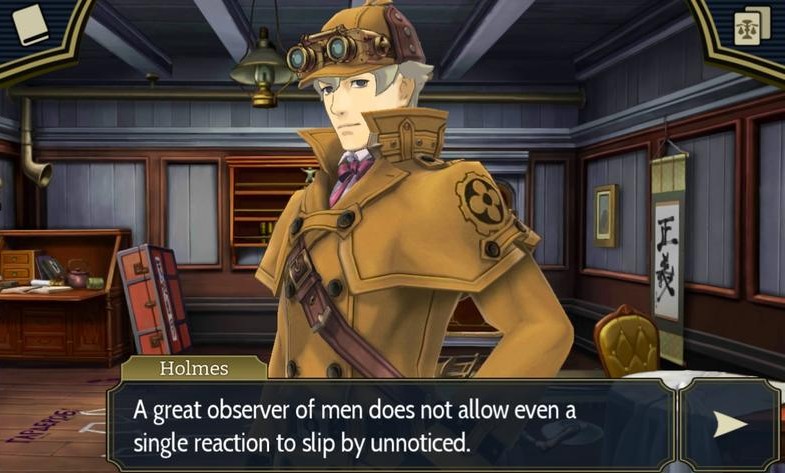 正義
Holmes
A great observer of men does not allow even a
single reaction to slip by unnoticed.